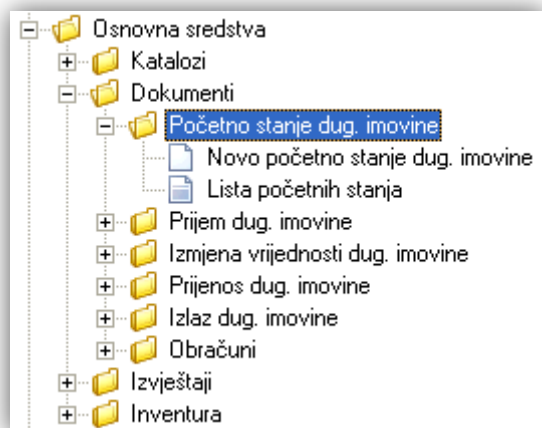 Osnovna sredstva
Katalozi
Dokumenti
Početno stanje dug. imovine
Novo početno stanje dug. imovine
Lista početnih stanja
Prijem dug. imovine
Izmjena vrijednosti dug. imovine
Prijenos dug. imovine
Izlaz dug. imovine
Obračuni
Izvještaji
Inventura